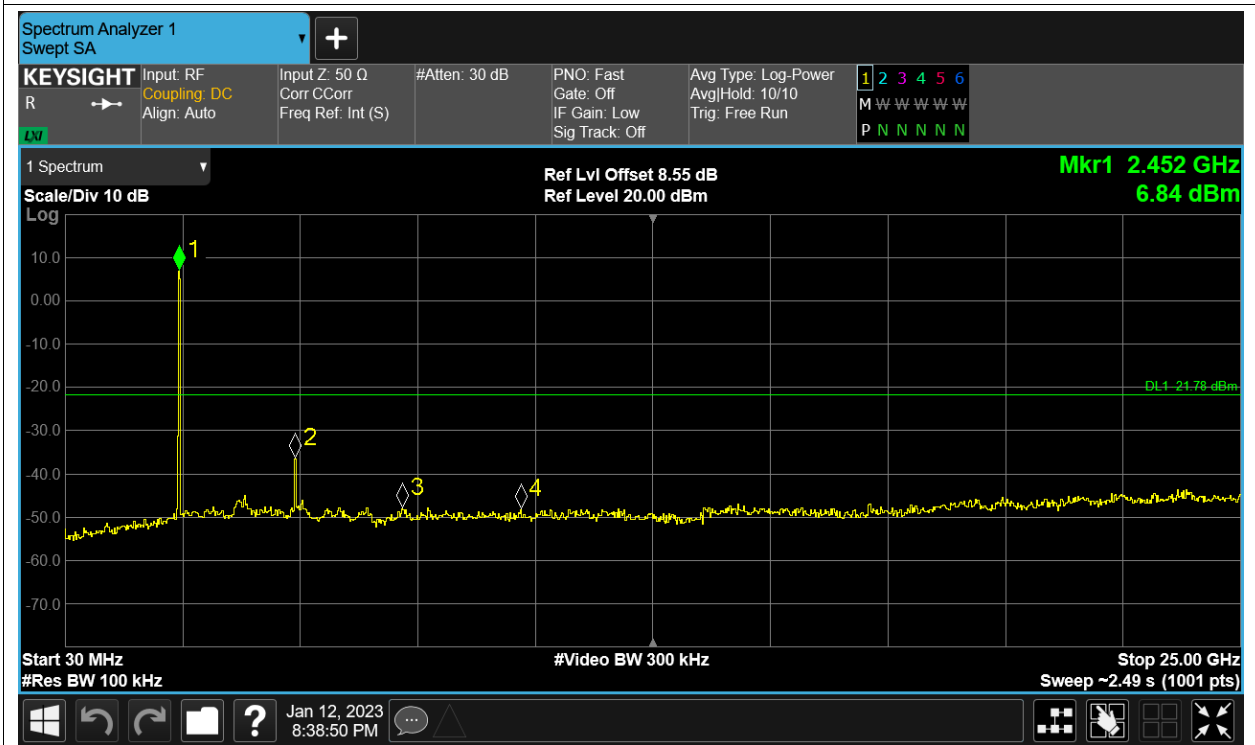 Spectrum Analyzer 1
Swept SA
KEYSIGHT
R
LXI
Input: RF
Coupling: DC
Align: Auto
Input Z: 50 Ω
Corr CCorr
Freq Ref: Int (S)
#Atten: 30 dB
PNO: Fast
Gate: Off
IF Gain: Low
Sig Track: Off
Avg Type: Log-Power
Avg|Hold: 10/10
Trig: Free Run
1 2 3 4 5 6
M W W W W W
P N N N N N
1 Spectrum
Scale/Div 10 dB
Log
Ref Lvl Offset 8.55 dB
Ref Level 20.00 dBm
Mkr1 2.452 GHz
6.84 dBm
10.0
0.00
-10.0
-20.0
-30.0
-40.0
-50.0
-60.0
-70.0
1
2
3
4
DL1 -21.78 dBm
Start 30 MHz
#Res BW 100 kHz
#Video BW 300 kHz
Stop 25.00 GHz
Sweep ~2.49 s (1001 pts)
?
Jan 12, 2023
8:38:50 PM